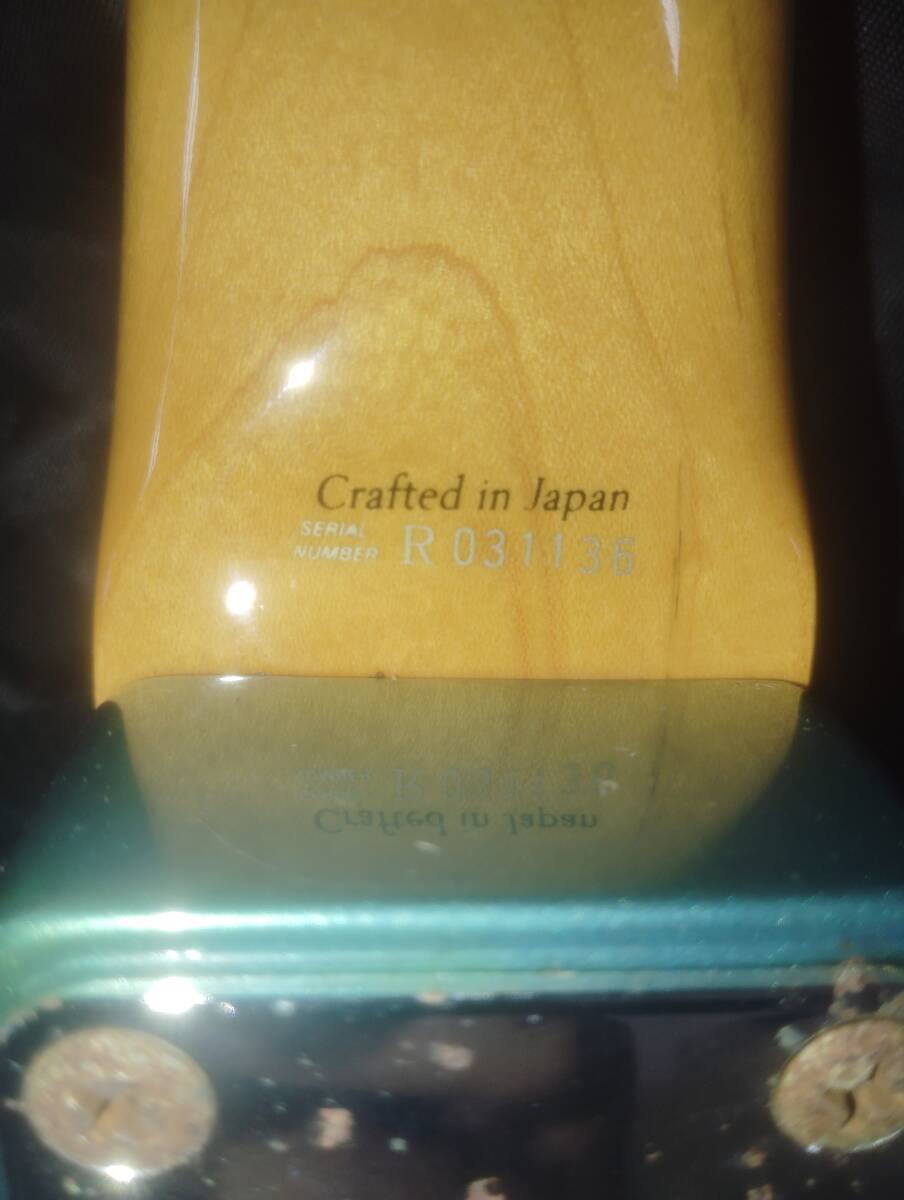 Crafted in Japan
SERIAL
NUMBER R 031136